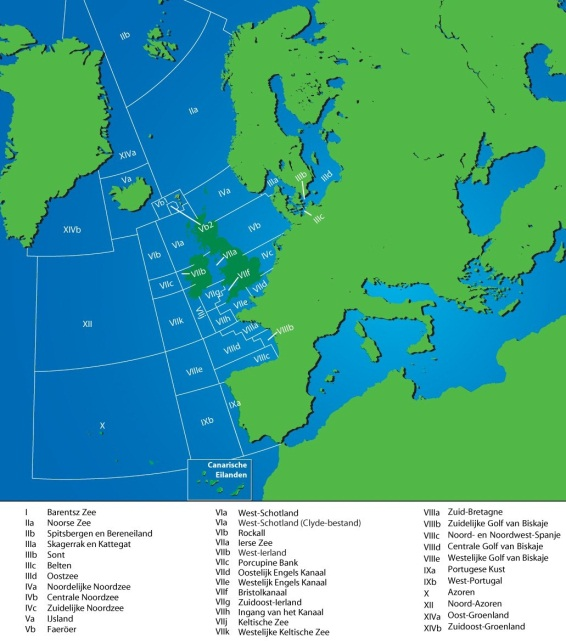 IIb
IIa
XIVa
Va
XIVb
Vb
Vb2
IVa
IIIa
IIIb
IIId
IIIc
IVb
VIa
VIb
VIIa
IVc
VIIb
VIIf
VIIc
VIIg
VIId
VIIe
VIIj
VIIk
VIIh
XII
VIIIa
VIIIb
VIIId
VIIIc
VIIIe
IXa
IXb
X
Canarische
Eilanden
I Barentsz Zee
IIa Noorse Zee
IIb Spitsbergen en Bereneiland
IIIa Skagerrak en Kattegat
IIIb Sont
IIIc Belten
IIId Oostzee
IVa Noordelijke Noordzee
IVb Centrale Noordzee
IVc Zuidelijke Noordzee
Va IJsland
Vb Faeröer
VIa West-Schotland
VIa West-Schotland (Clyde-bestand)
VIb Rockall
VIIa Ierse Zee
VIIb West-Ierland
VIIc Porcupine Bank
VIId Oostelijk Engels Kanaal
VIIe Westelijk Engels Kanaal
VIIf Bristolkanaal
VIIg Zuidoost-Ierland
VIIh Ingang van het Kanaal
VIIj Keltische Zee
VIIk Westelijke Keltische Zee
VIIIa Zuid-Bretagne
VIIIb Zuidelijke Golf van Biskaje
VIIIc Noord- en Noordwest-Spanje
VIIId Centrale Golf van Biskaje
VIIIe Westelijke Golf van Biskaje
IXa Portugese Kust
IXb West-Portugal
X Azoren
XII Noord-Azoren
XIVa Oost-Groenland
XIVb Zuidoost-Groenland